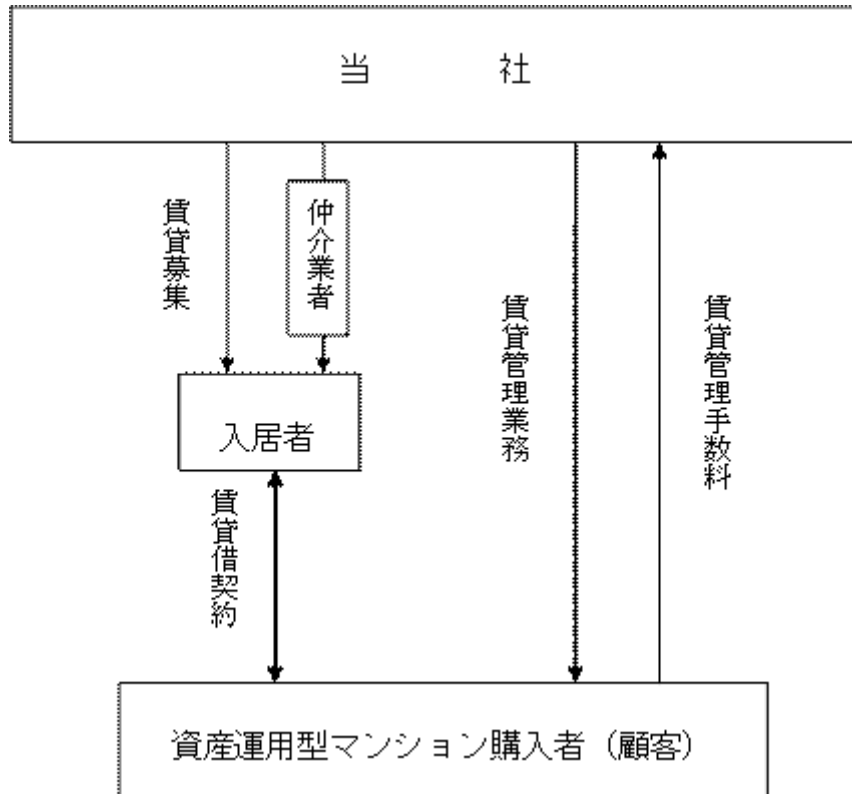 当 社
賃貸募集
仲介業者
賃貸管理業務
賃貸管理手数料
入居者
賃貸借契約
資産運用型マンション購入者（顧客）